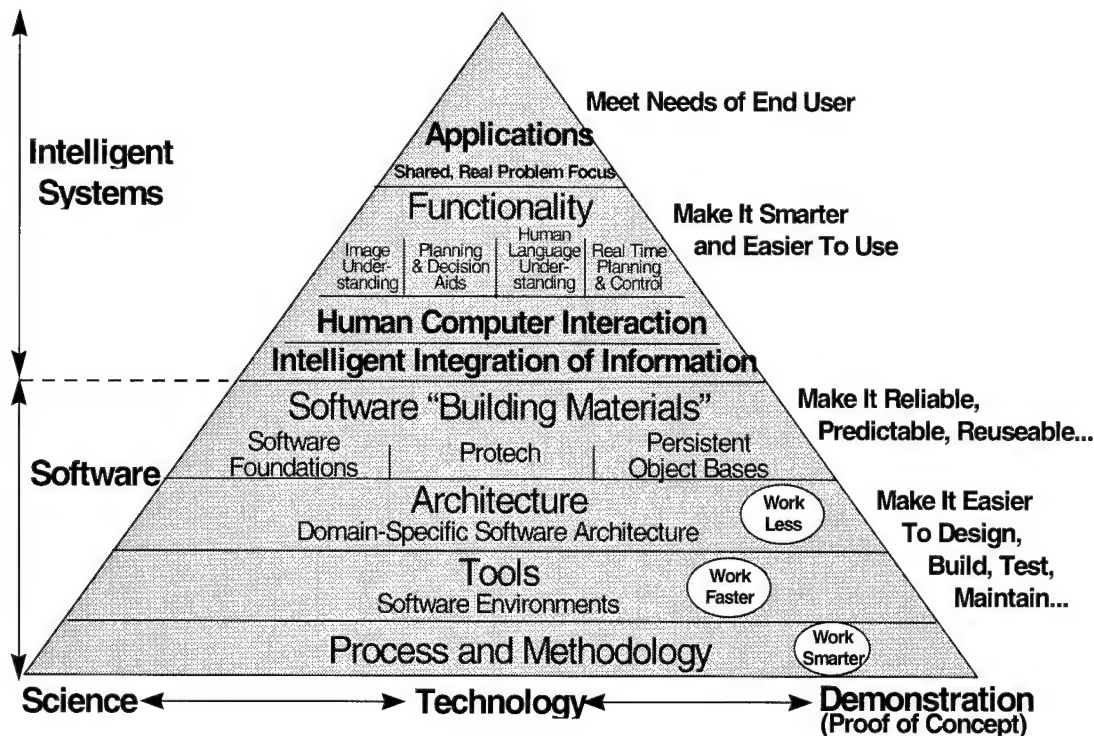 Meet Needs of End User
Applications
Shared, Real Problem Focus
Intelligent
Systems
Functionality
Make It Smarter
and Easier To Use
Image
Under-
standing
Planning
& Decision
Aids
Human
Language
Under-
standing
Real Time
Planning
& Control
Human Computer Interaction
Intelligent Integration of Information
Software “Building Materials”
Make It Reliable,
Predictable, Reuseable...
Software
Foundations
Protech
Persistent
Object Bases
Software
Architecture
Domain-Specific Software Architecture
Work
Less
Make It Easier
To Design,
Build, Test,
Maintain...
Tools
Software Environments
Work
Faster
Process and Methodology
Work
Smarter
Science
Technology
Demonstration
(Proof of Concept)